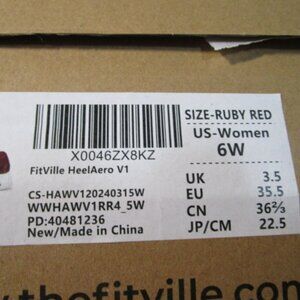 X0046ZX8KZ
FitVille HeelAero V1
CS-HAWV120240315W
WWHAWV1RR4_5W
PD:40481236
New/Made in China
SIZE-RUBY RED
US-Women
6W
UK 3.5
EU 35.5
CN 36⅔
JP/CM 22.5
thefitville.com